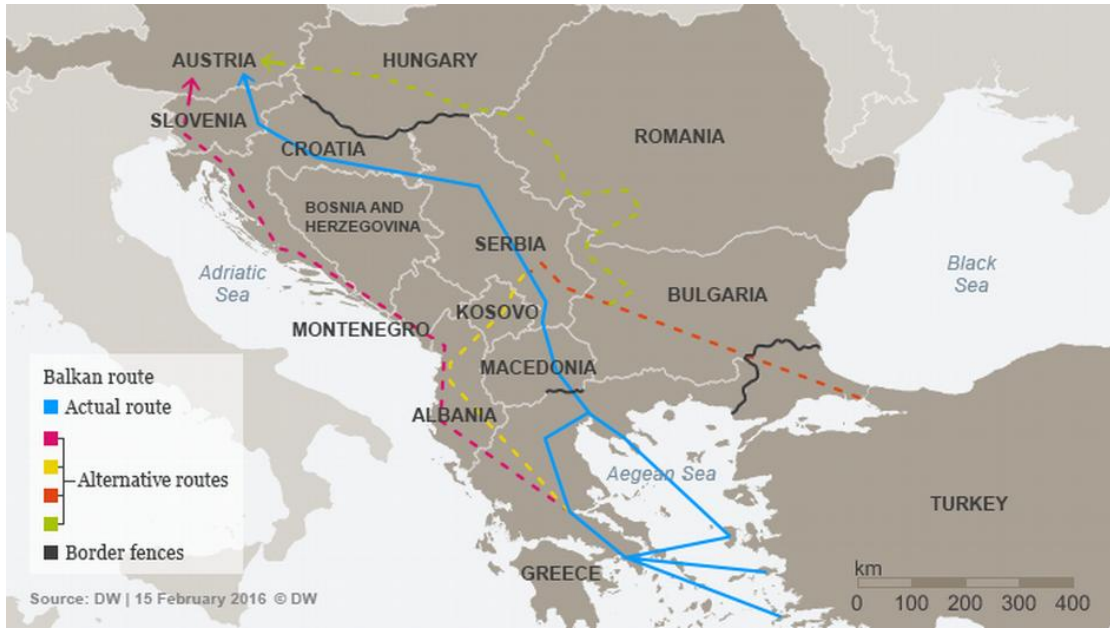 AUSTRIA
HUNGARY
SLOVENIA
CROATIA
ROMANIA
BOSNIA AND
HERZEGOVINA
SERBIA
Adriatic
Sea
Black
Sea
BULGARIA
KOSOVO
MONTENEGRO
MACEDONIA
ALBANIA
Aegean Sea
TURKEY
GREECE
Balkan route
Actual route
Alternative routes
Border fences
km
0 100 200 300 400
Source: DW | 15 February 2016 © DW